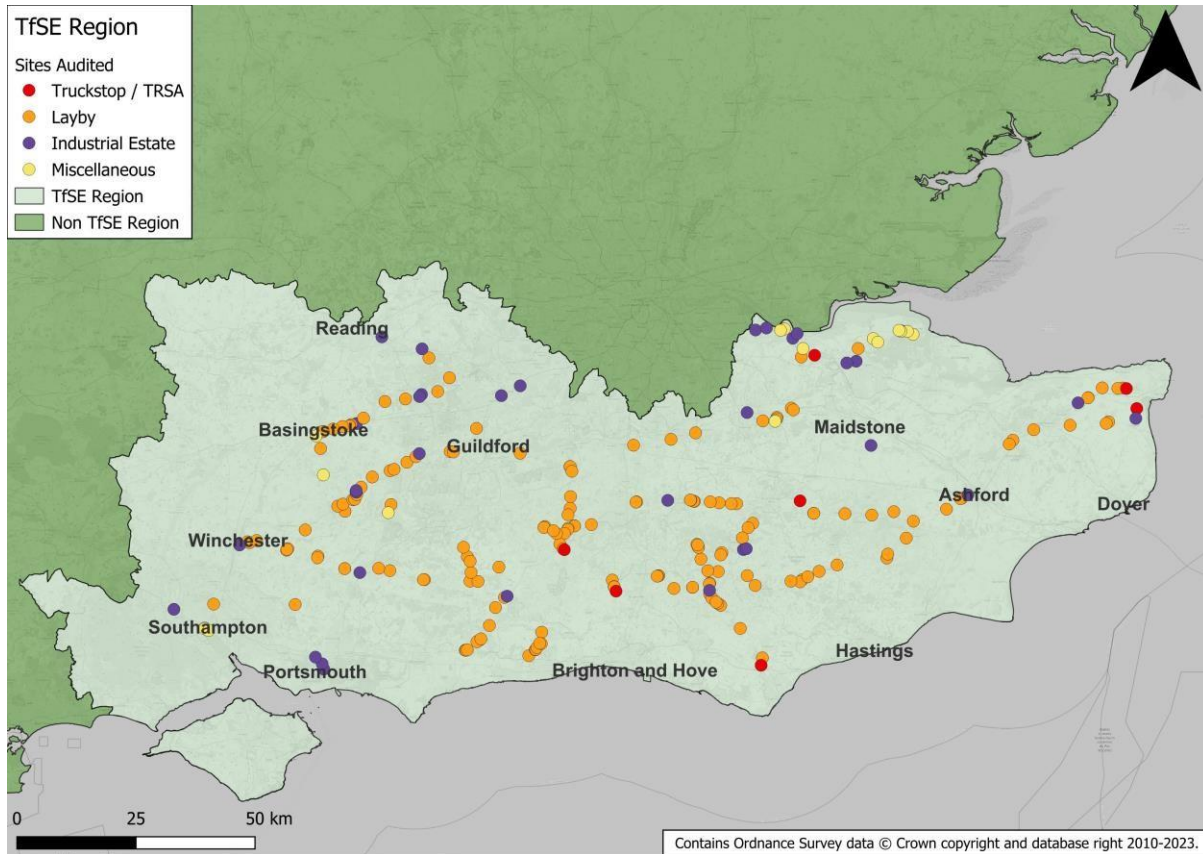 TfSE Region
Sites Audited
Truckstop / TRSA
Layby
Industrial Estate
Miscellaneous
TfSE Region
Non TfSE Region
Reading
Basingstoke
Guildford
Maidstone
Ashford
Dover
Winchester
Southampton
Portsmouth
Brighton and Hove
Hastings
0 25 50 km
Contains Ordnance Survey data © Crown copyright and database right 2010-2023.